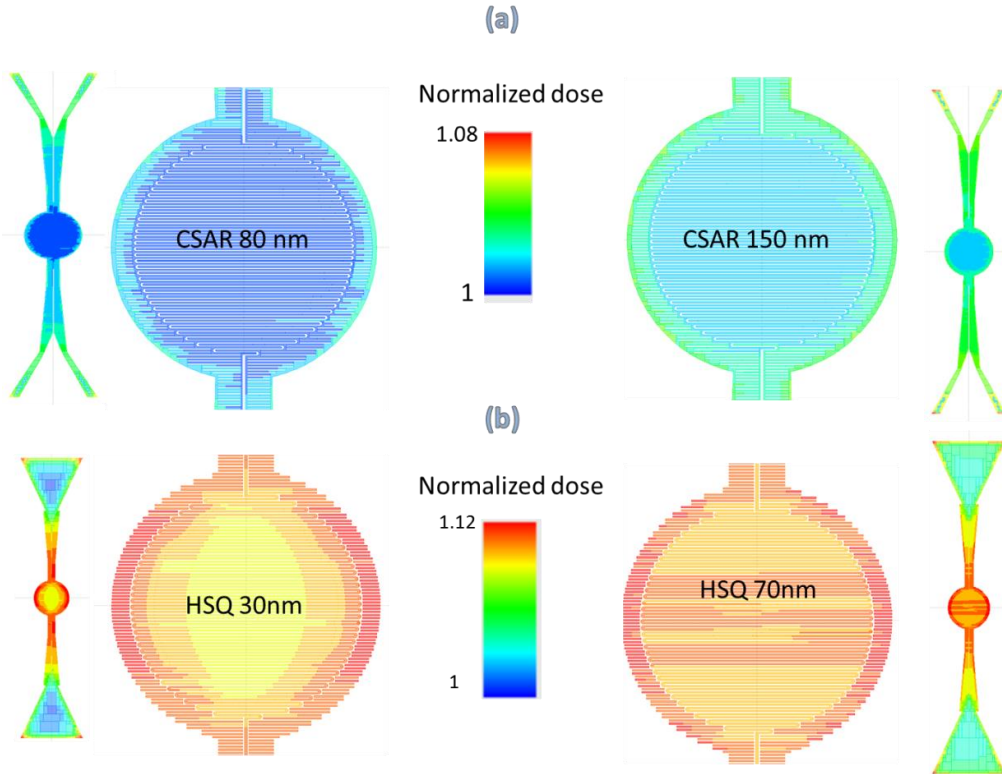 (a)
Normalized dose
1.08
CSAR 80 nm
CSAR 150 nm
1
(b)
Normalized dose
1.12
HSQ 30nm
HSQ 70nm
1